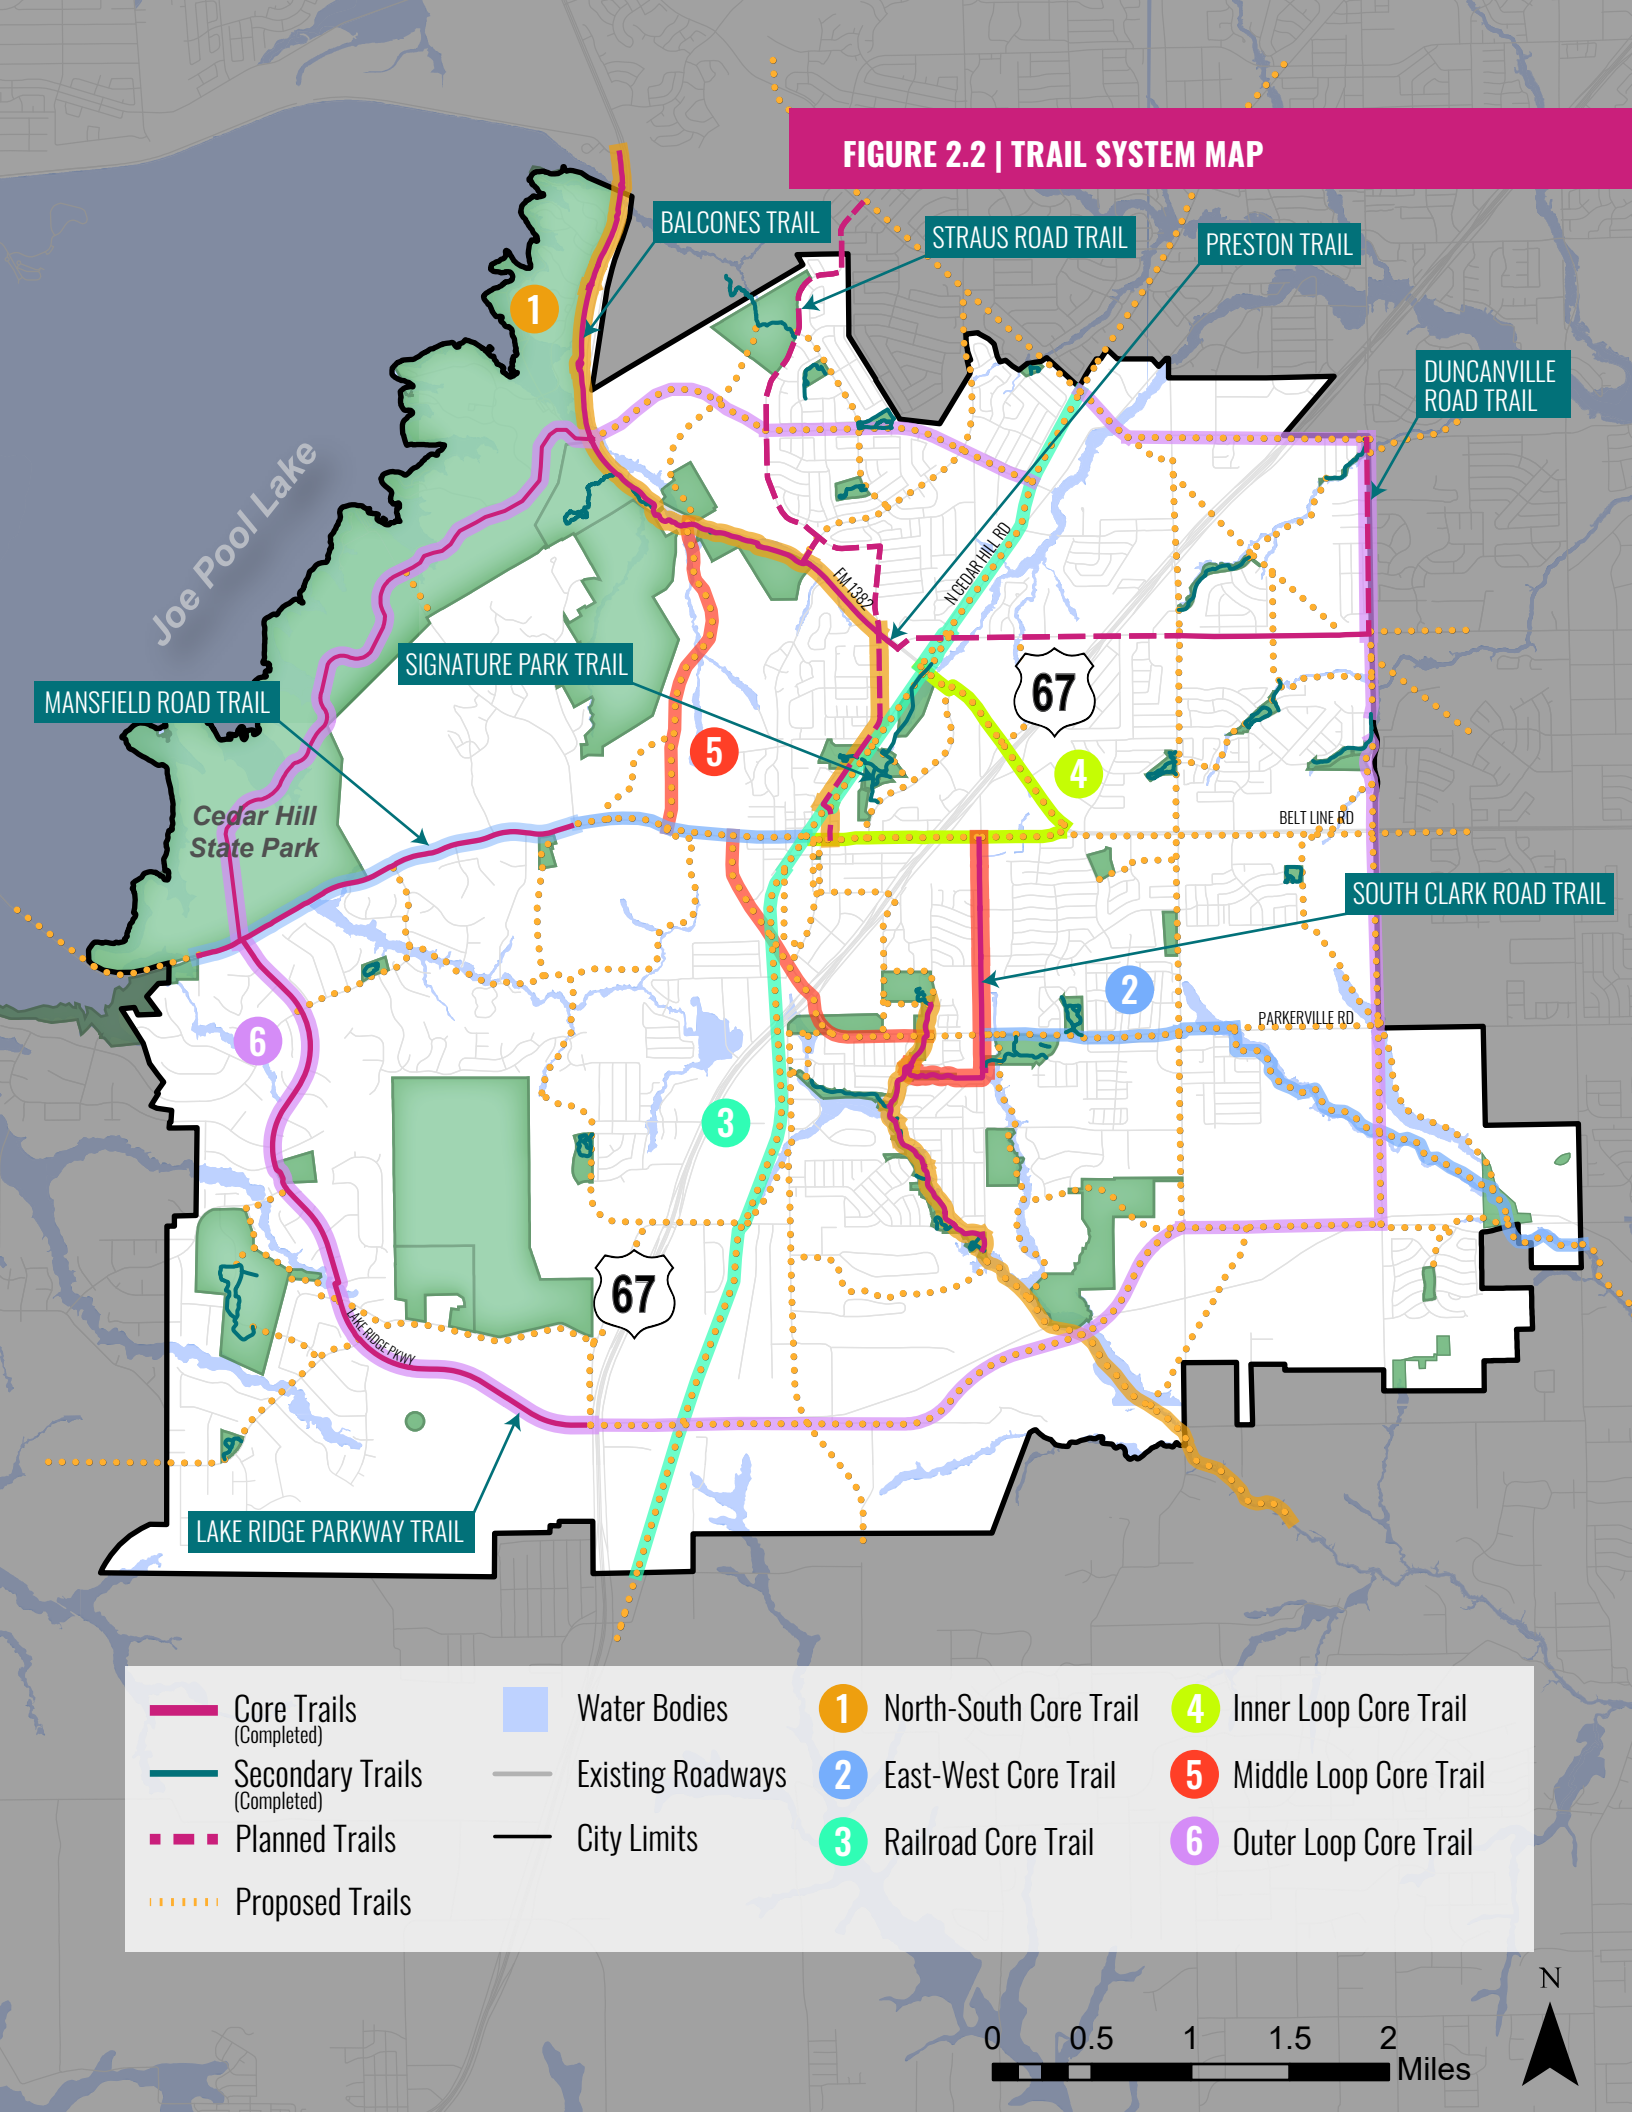 FIGURE 2.2 | TRAIL SYSTEM MAP
BALCONES TRAIL
STRAUS ROAD TRAIL
PRESTON TRAIL
1
DUNCANVILLE
ROAD TRAIL
Joe Pool Lake
N CEDAR HILL RD
FM 1382
SIGNATURE PARK TRAIL
MANSFIELD ROAD TRAIL
67
5
4
Cedar Hill
State Park
BELT LINE RD
SOUTH CLARK ROAD TRAIL
2
PARKERVILLE RD
6
3
67
LAKE RIDGE PKWY
LAKE RIDGE PARKWAY TRAIL
Core Trails
(Completed)
Secondary Trails
(Completed)
Planned Trails
Proposed Trails
Water Bodies
Existing Roadways
City Limits
1 North-South Core Trail
2 East-West Core Trail
3 Railroad Core Trail
4 Inner Loop Core Trail
5 Middle Loop Core Trail
6 Outer Loop Core Trail
N
0 0.5 1 1.5 2
Miles